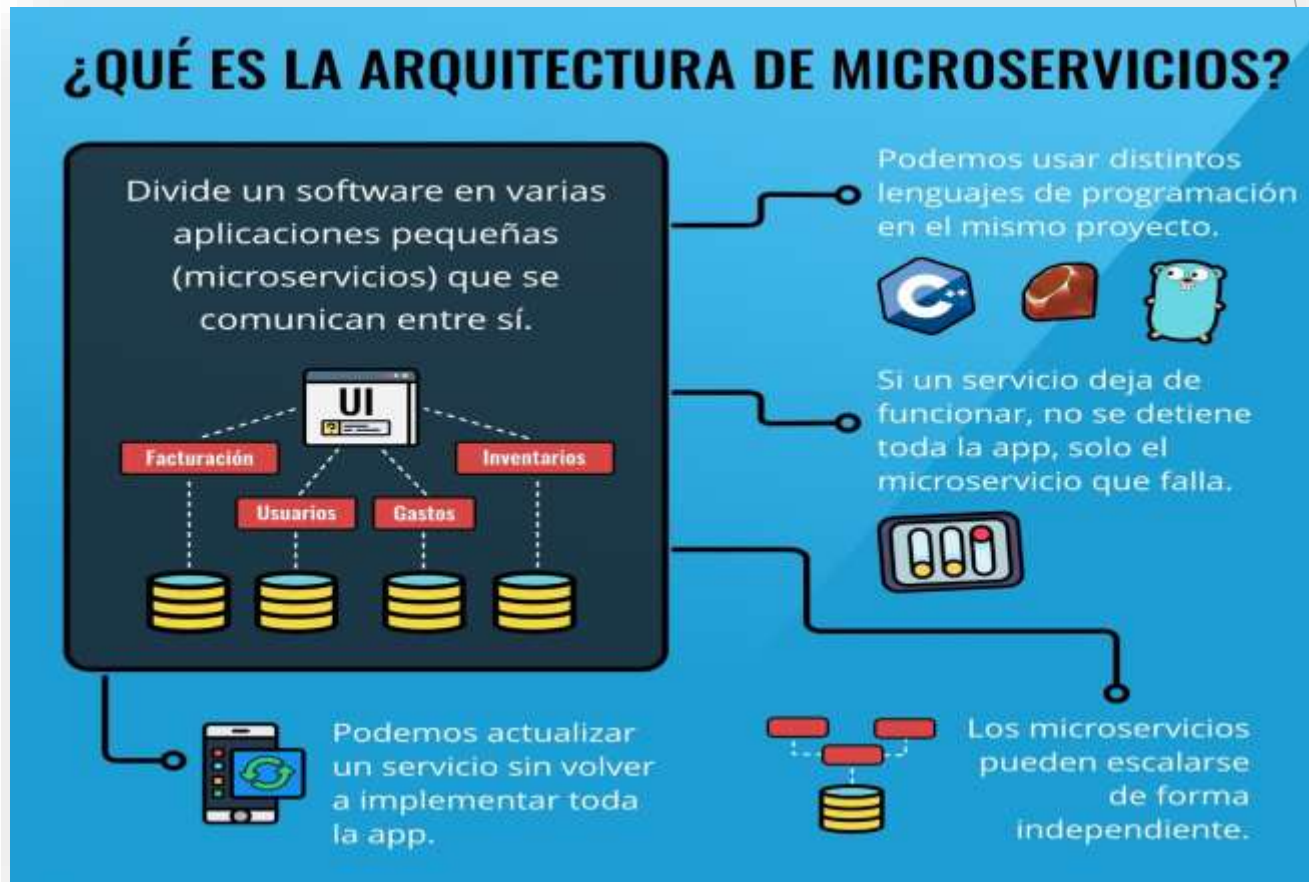 ¿QUÉ ES LA ARQUITECTURA DE MICROSERVICIOS?
Divide un software en varias
aplicaciones pequeñas
(microservicios) que se
comunican entre sí.
UI
?
Facturación
Inventarios
Usuarios
Gastos
Podemos usar distintos
lenguajes de programación
en el mismo proyecto.
C++
Si un servicio deja de
funcionar, no se detiene
toda la app, solo el
microservicio que falla.
Podemos actualizar
un servicio sin volver
a implementar toda
la app.
Los microservicios
pueden escalarse
de forma
independiente.